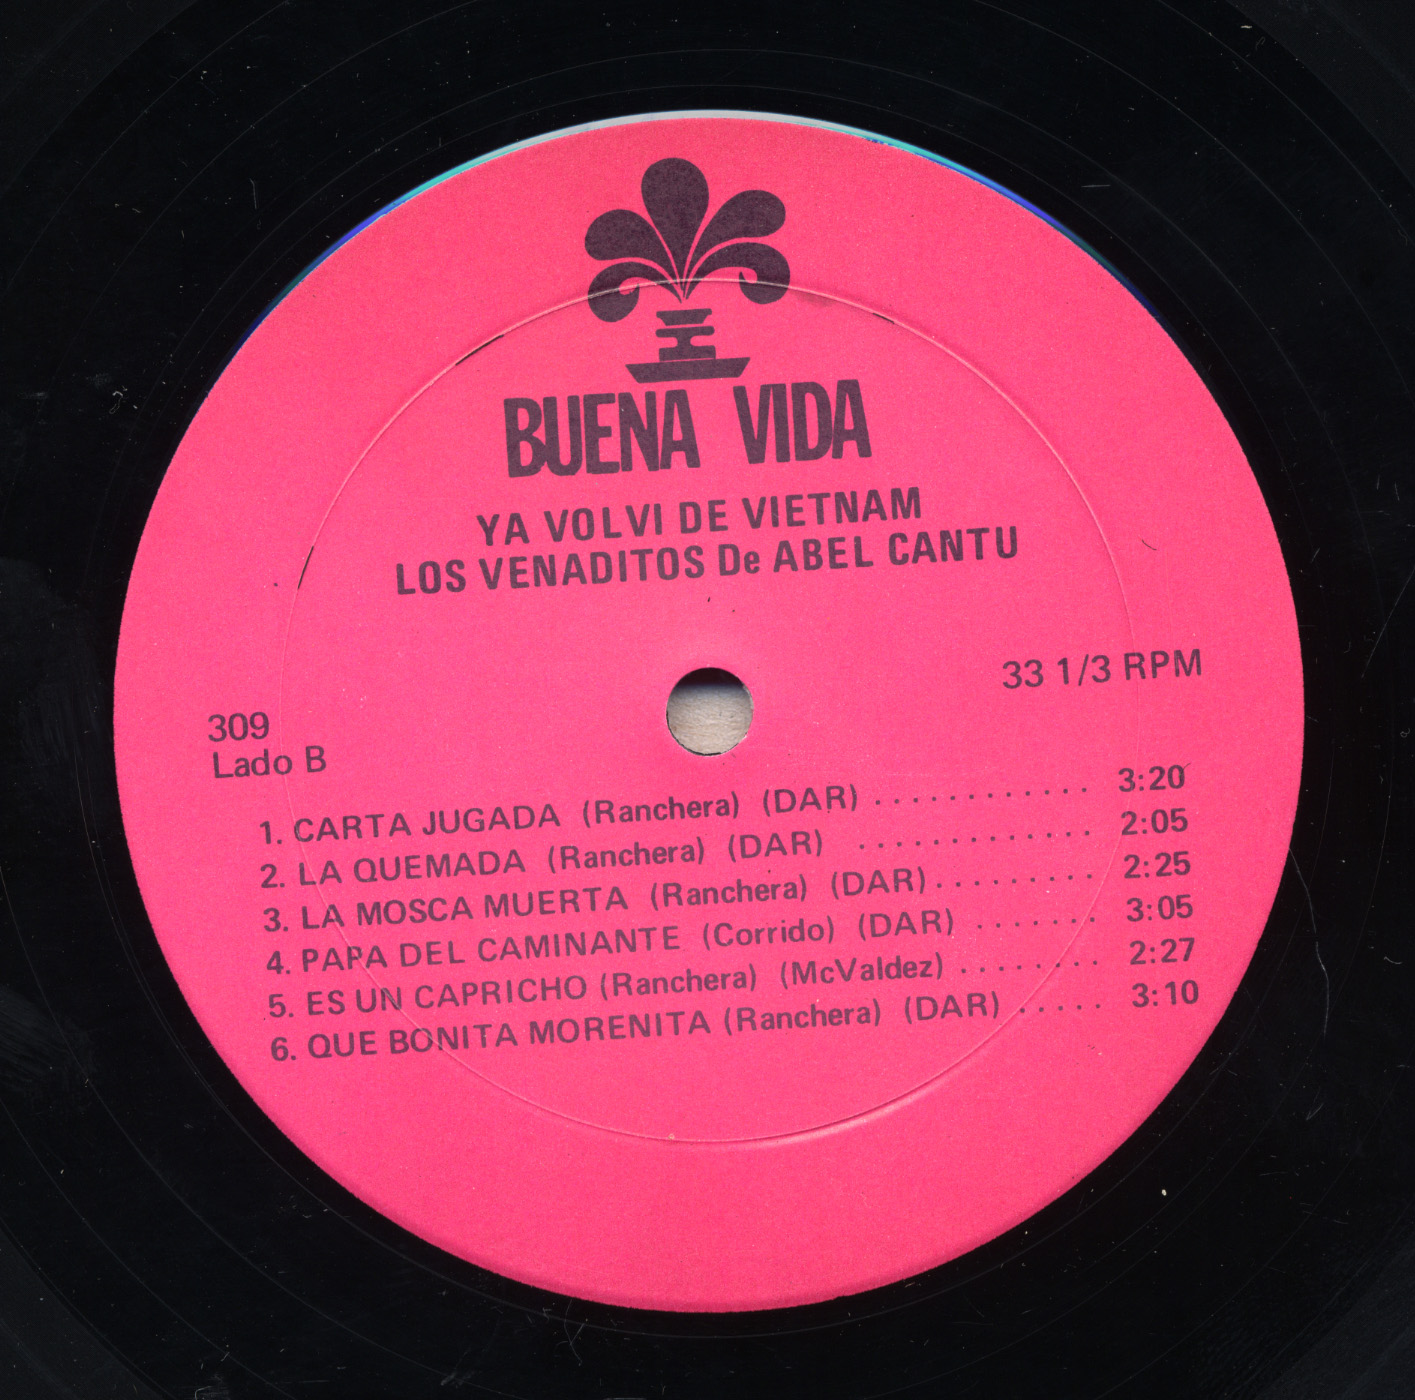 BUENA VIDA
YA VOLVI DE VIETNAM
LOS VENADITOS De ABEL CANTU
33 1/3 RPM
309
Lado B
1. CARTA JUGADA (Ranchera) (DAR) ............ 3:20
2. LA QUEMADA (Ranchera) (DAR) ............. 2:05
3. LA MOSCA MUERTA (Ranchera) (DAR) ......... 2:25
4. PAPA DEL CAMINANTE (Corrido) (DAR) ....... 3:05
5. ES UN CAPRICHO (Ranchera) (McValdez) ........ 2:27
6. QUE BONITA MORENITA (Ranchera) (DAR) ..... 3:10